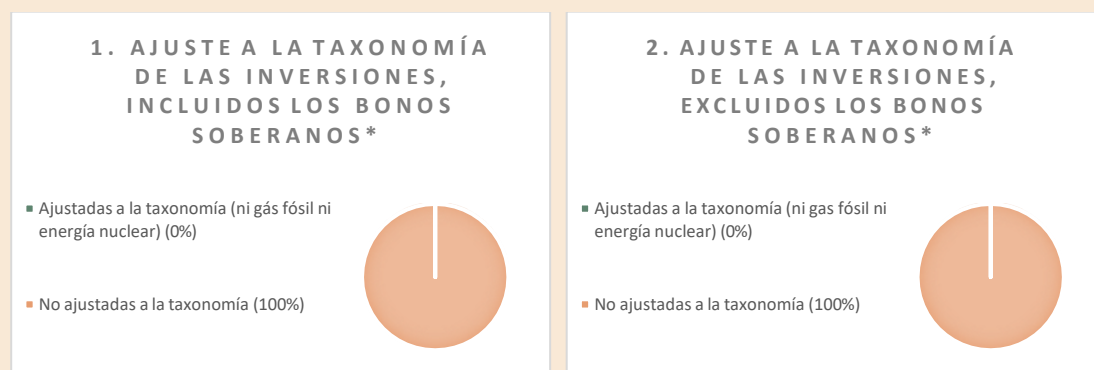 1. AJUSTE A LA TAXONOMÍA
DE LAS INVERSIONES,
INCLUIDOS LOS BONOS
SOBERANOS*
Ajustadas a la taxonomía (ni gás fósil ni
energía nuclear) (0%)
No ajustadas a la taxonomía (100%)
2. AJUSTE A LA TAXONOMÍA
DE LAS INVERSIONES,
EXCLUIDOS LOS BONOS
SOBERANOS*
Ajustadas a la taxonomía (ni gas fósil ni
energía nuclear) (0%)
No ajustadas a la taxonomía (100%)